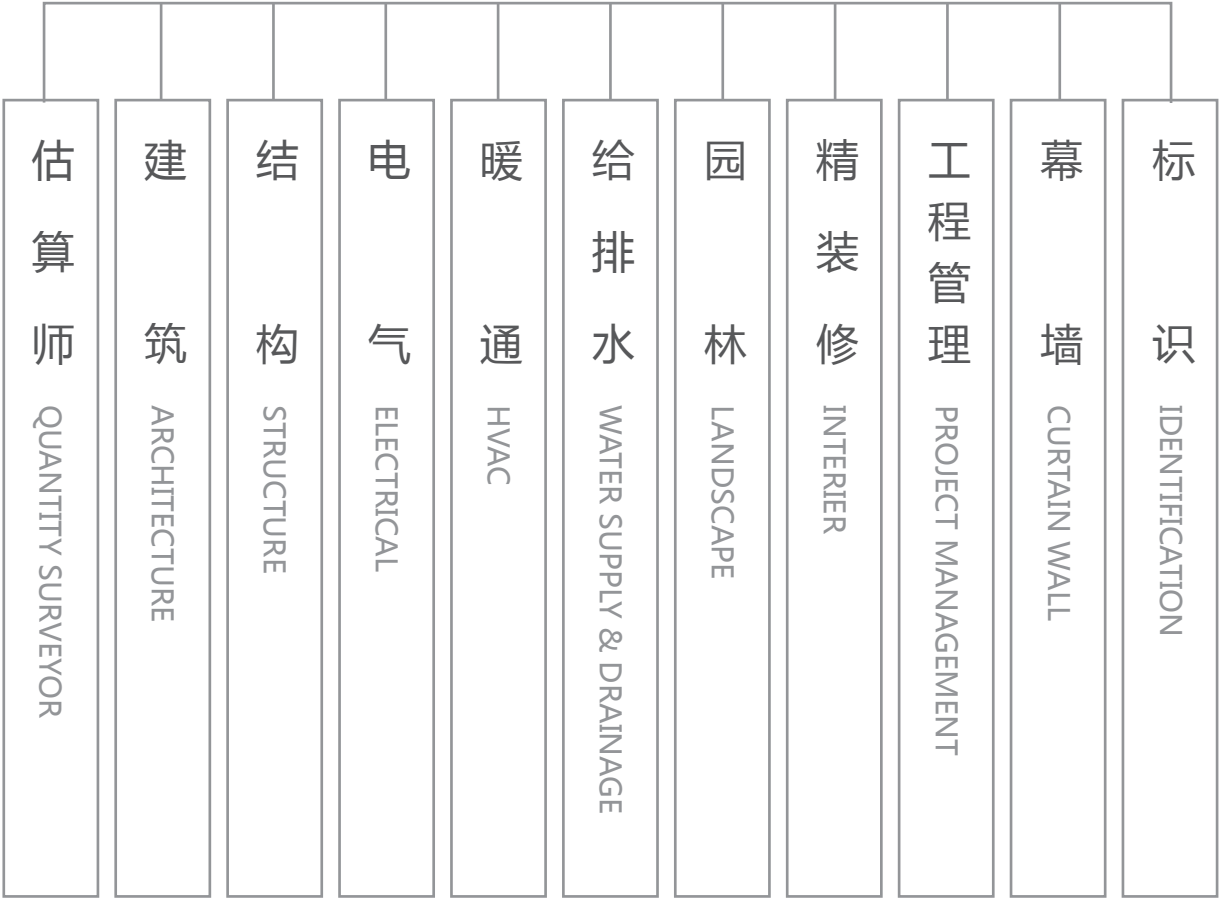 估算师
QUANTITY SURVEYOR
建筑
ARCHITECTURE
结构
STRUCTURE
电气
ELECTRICAL
暖通
HVAC
给排水
WATER SUPPLY & DRAINAGE
园林
LANDSCAPE
精装修
INTERIER
工程管理
PROJECT MANAGEMENT
幕墙
CURTAIN WALL
标识
IDENTIFICATION